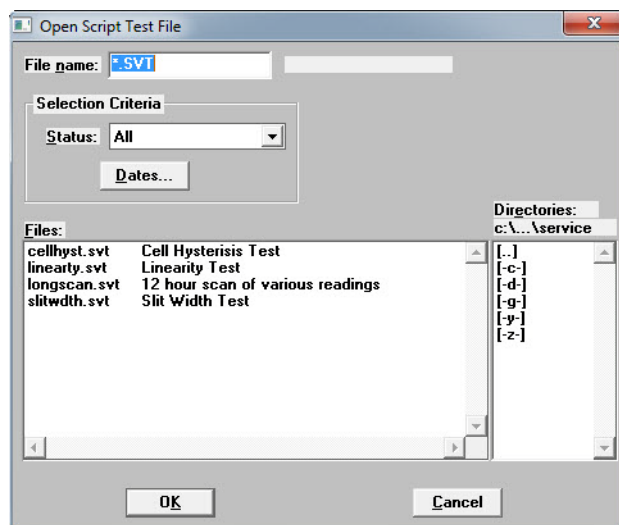 Open Script Test File
File name: *.SVT
Selection Criteria
Status: All
Dates...
Files:
cellhyst.svt Cell Hysterisis Test
linearty.svt Linearity Test
longscan.svt 12 hour scan of various readings
slitwdth.svt Slit Width Test
Directories:
c:\...\service
[..]
[-c-]
[-d-]
[-g-]
[-y-]
[-z-]
OK
Cancel